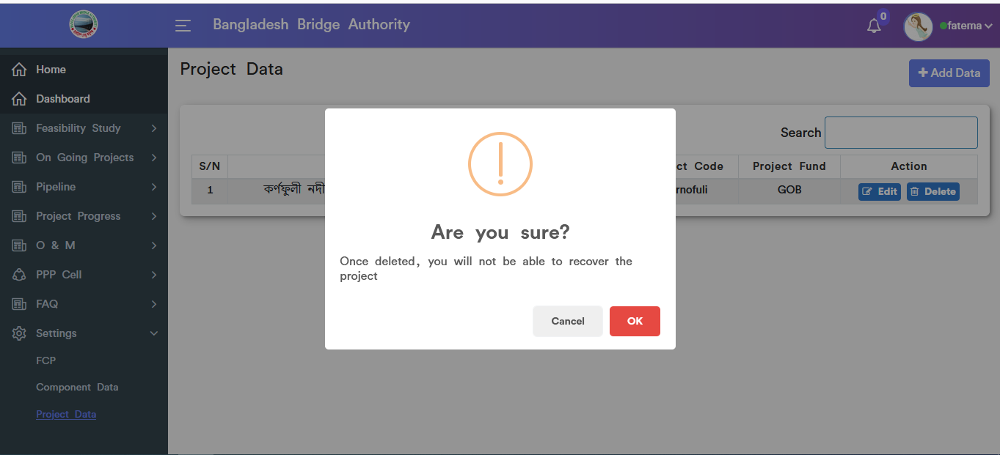 Bangladesh Bridge Authority
0
fatema
Home
Dashboard
Feasibility Study
On Going Projects
Pipeline
Project Progress
O & M
PPP Cell
FAQ
Settings
FCP
Component Data
Project Data
Project Data
Add Data
Search
S/N
ct Code
Project Fund
Action
1
কর্ণফুলী নদী
rnofuli
GOB
Edit
Delete
Are you sure?
Once deleted, you will not be able to recover the
project
Cancel
OK